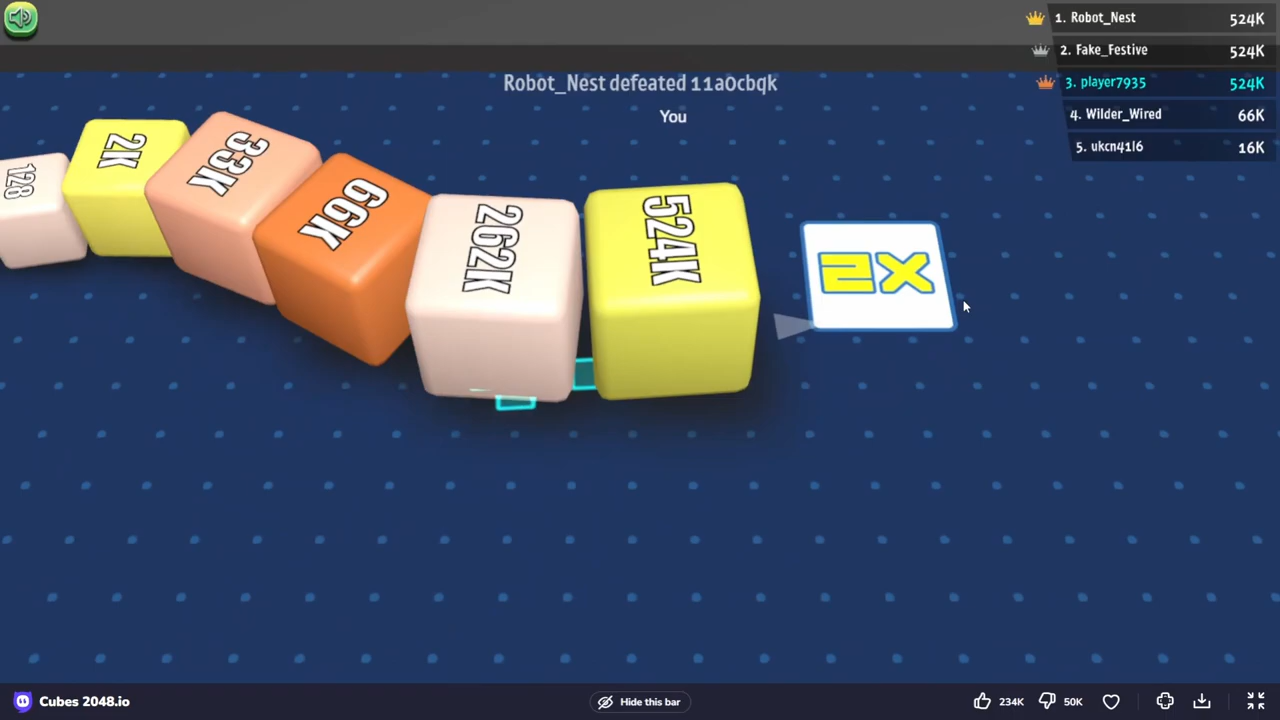 1. Robot_Nest 524K
2. Fake_Festive 524K
3. player7935 524K
4. Wilder_Wired 66K
5. ukcn41l6 16K
Robot_Nest defeated 11a0cbqk
You
128
2K
33K
66K
262K
524K
2X
Cubes 2048.io
Hide this bar
234K
50K